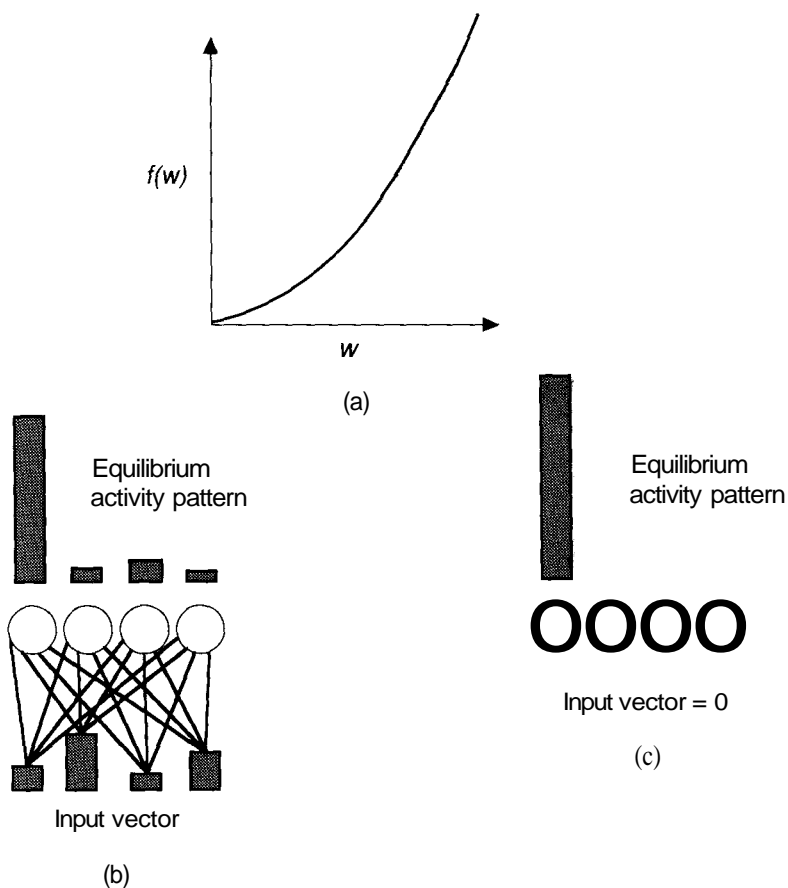 f(w)
w
(a)
Equilibrium
activity pattern
Input vector
(b)
Equilibrium
activity pattern
OOOO
Input vector = 0
(c)